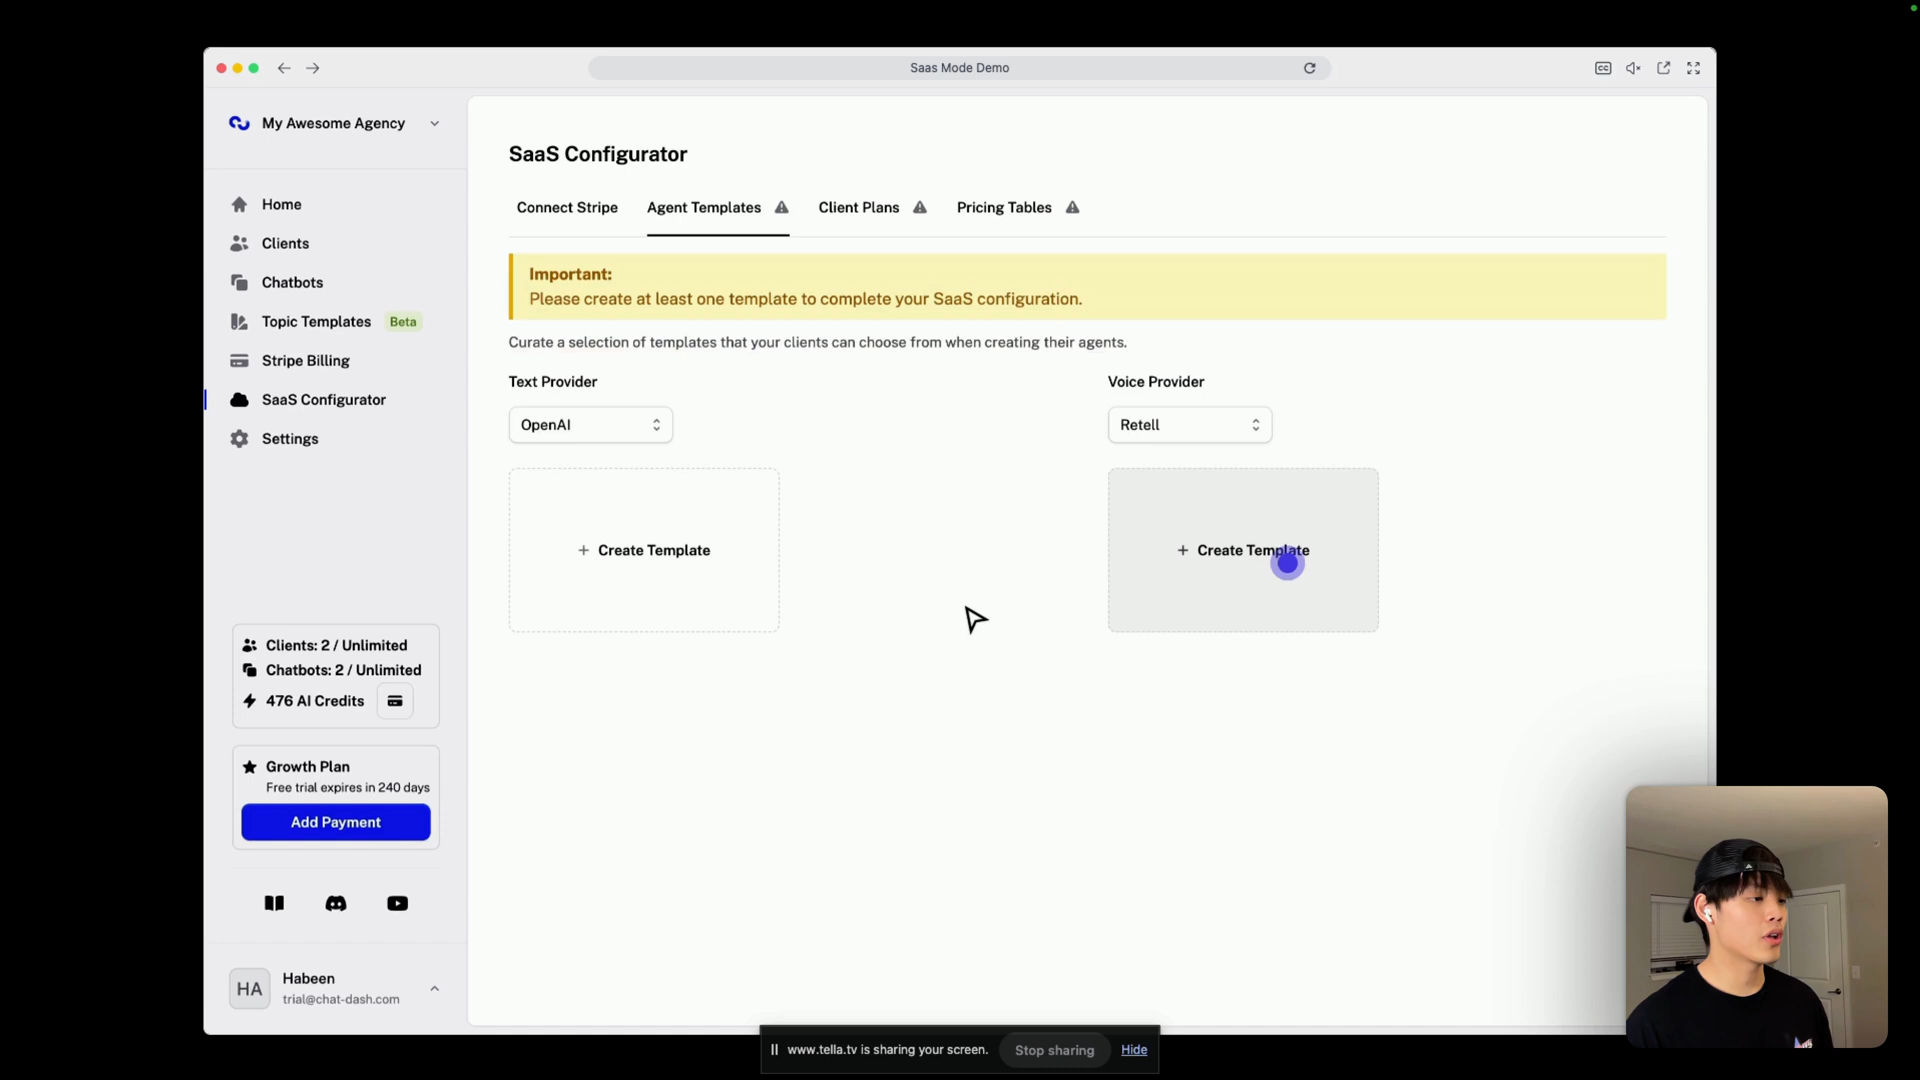 Saas Mode Demo
CC
My Awesome Agency
Home
Clients
Chatbots
Topic Templates Beta
Stripe Billing
SaaS Configurator
Settings
Clients: 2 / Unlimited
Chatbots: 2 / Unlimited
476 AI Credits
Growth Plan
Free trial expires in 240 days
Add Payment
HA
Habeen
trial@chat-dash.com
SaaS Configurator
Connect Stripe Agent Templates Client Plans Pricing Tables
Important:
Please create at least one template to complete your SaaS configuration.
Curate a selection of templates that your clients can choose from when creating their agents.
Text Provider
OpenAI
+ Create Template
Voice Provider
Retell
+ Create Template
www.tella.tv is sharing your screen. Stop sharing Hide